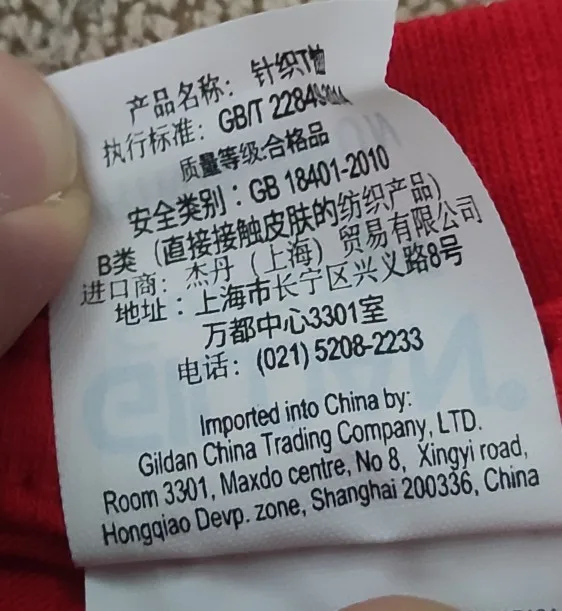 产品名称：针织T恤
执行标准：GB/T 22849-2014
质量等级:合格品
安全类别：GB 18401-2010
B类（直接接触皮肤的纺织产品）
进口商：杰丹（上海）贸易有限公司
地址：上海市长宁区兴义路8号
万都中心3301室
电话：(021) 5208-2233
Imported into China by:
Gildan China Trading Company, LTD.
Room 3301, Maxdo centre, No 8, Xingyi road,
Hongqiao Devp. zone, Shanghai 200336, China